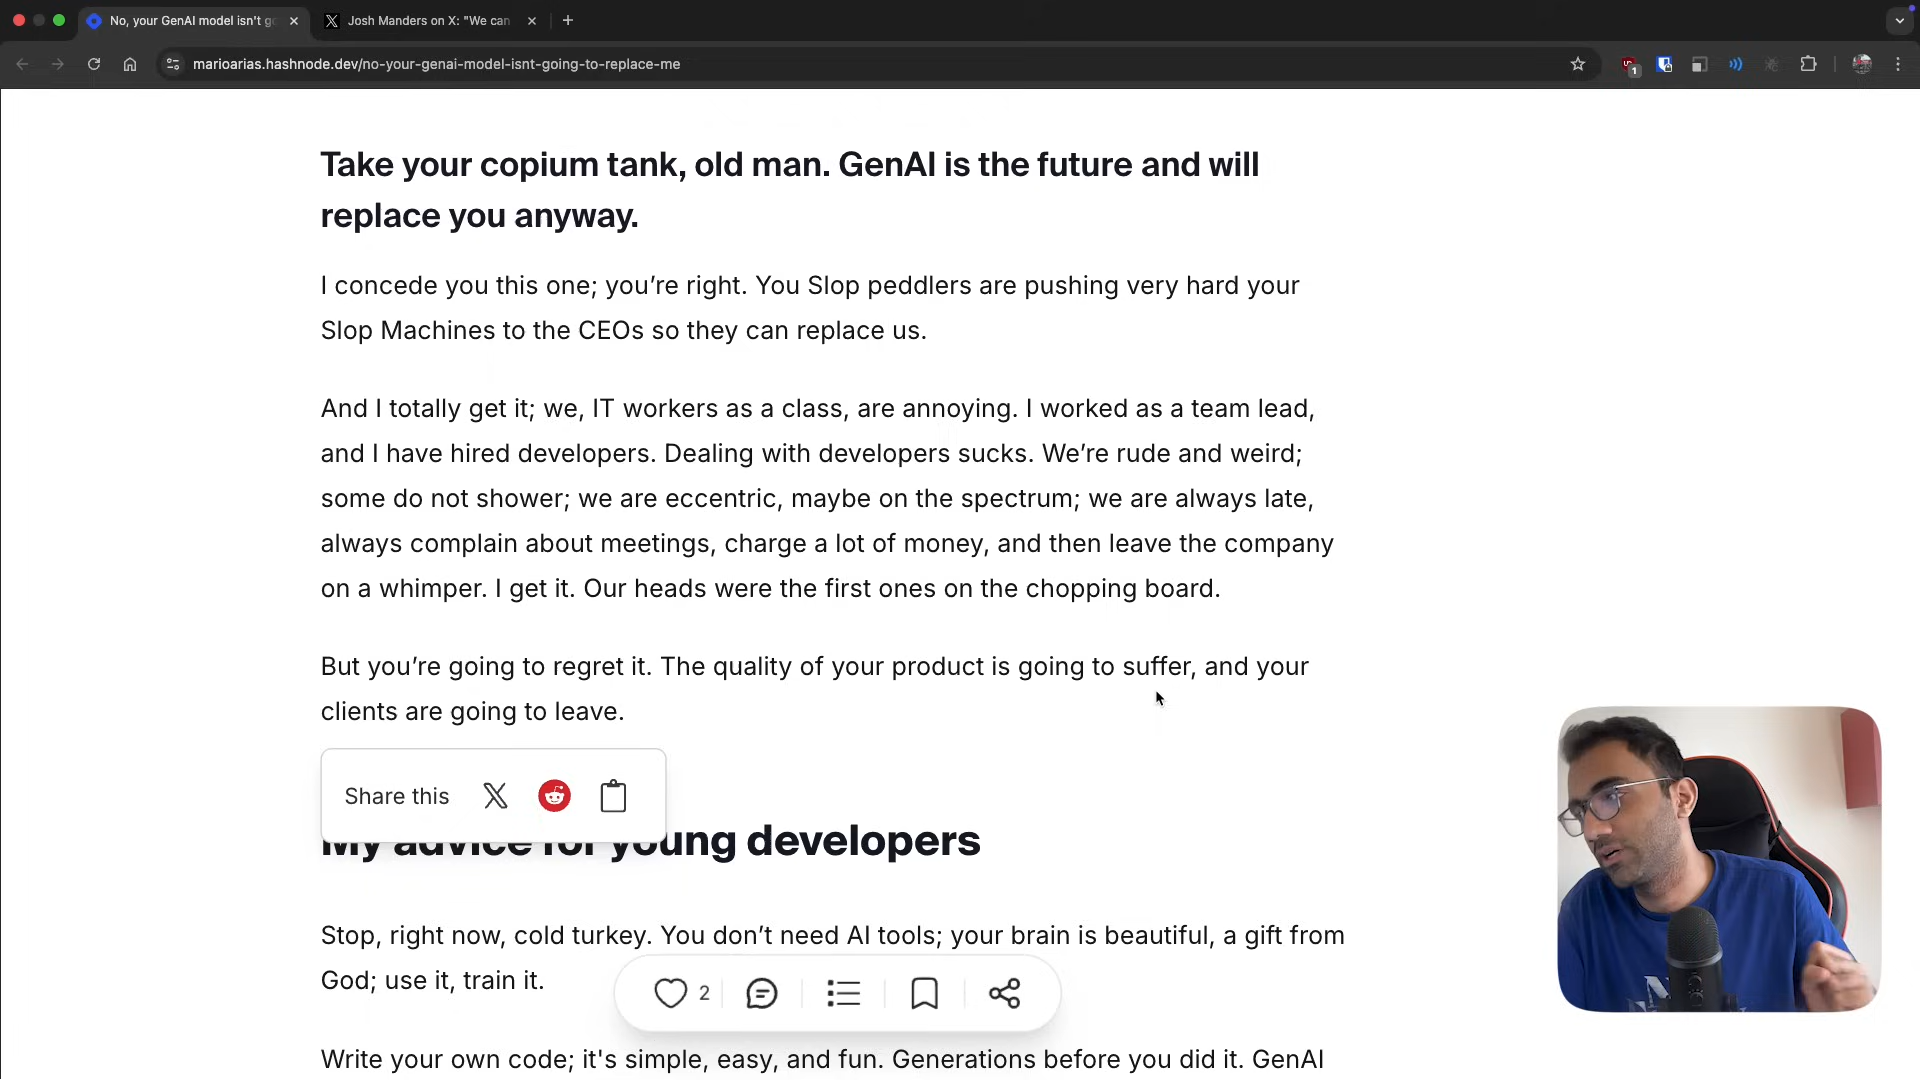 No, your GenAI model isn't g
Josh Manders on X: "We can
marioarias.hashnode.dev/no-your-genai-model-isnt-going-to-replace-me
1
Take your copium tank, old man. GenAI is the future and will
replace you anyway.
I concede you this one; you’re right. You Slop peddlers are pushing very hard your
Slop Machines to the CEOs so they can replace us.
And I totally get it; we, IT workers as a class, are annoying. I worked as a team lead,
and I have hired developers. Dealing with developers sucks. We’re rude and weird;
some do not shower; we are eccentric, maybe on the spectrum; we are always late,
always complain about meetings, charge a lot of money, and then leave the company
on a whimper. I get it. Our heads were the first ones on the chopping board.
But you’re going to regret it. The quality of your product is going to suffer, and your
clients are going to leave.
Share this
My advice for young developers
Stop, right now, cold turkey. You don’t need AI tools; your brain is beautiful, a gift from
God; use it, train it.
2
Write your own code; it's simple, easy, and fun. Generations before you did it. GenAI